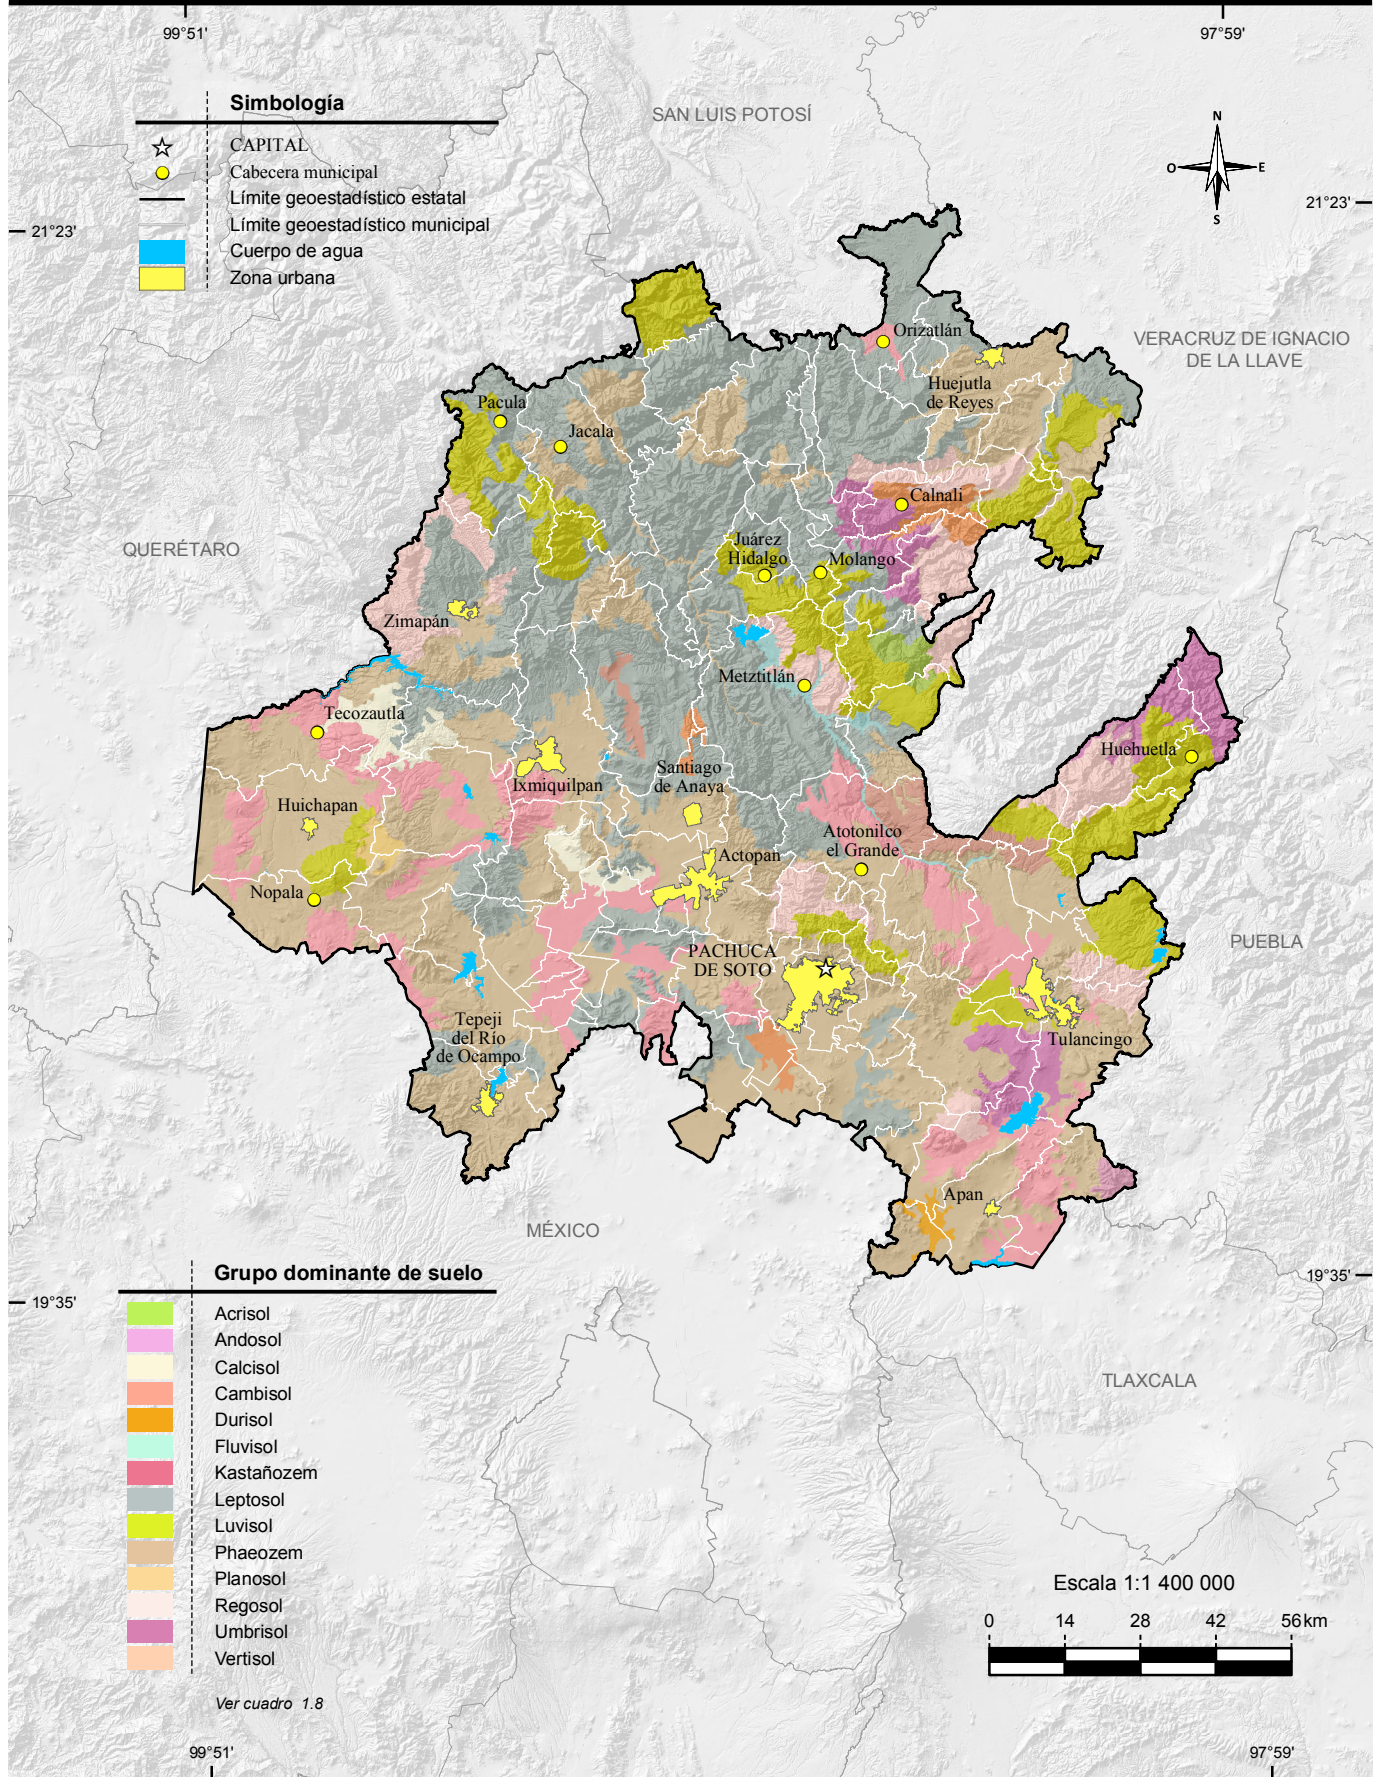 99°51'
97°59'
Simbología
CAPITAL
Cabecera municipal
Límite geoestadístico estatal
Límite geoestadístico municipal
Cuerpo de agua
Zona urbana
SAN LUIS POTOSÍ
N
O
E
S
21°23'
21°23'
VERACRUZ DE IGNACIO
DE LA LLAVE
Orizatlán
Huejutla
de Reyes
Pacula
Jacala
Calnali
QUERÉTARO
Juárez
Hidalgo
Molango
Zimapán
Metztitlán
Tecozautla
Huehuetla
Ixmiquilpan
Santiago
de Anaya
Huichapan
Atotonilco
el Grande
Actopan
Nopala
PACHUCA
DE SOTO
PUEBLA
Tepeji
del Río
de Ocampo
Tulancingo
Apan
MÉXICO
19°35'
19°35'
Grupo dominante de suelo
Acrisol
Andosol
Calcisol
Cambisol
Durisol
Fluvisol
Kastañozem
Leptosol
Luvisol
Phaeozem
Planosol
Regosol
Umbrisol
Vertisol
Ver cuadro 1.8
TLAXCALA
Escala 1:1 400 000
0 14 28 42 56 km
99°51'
97°59'